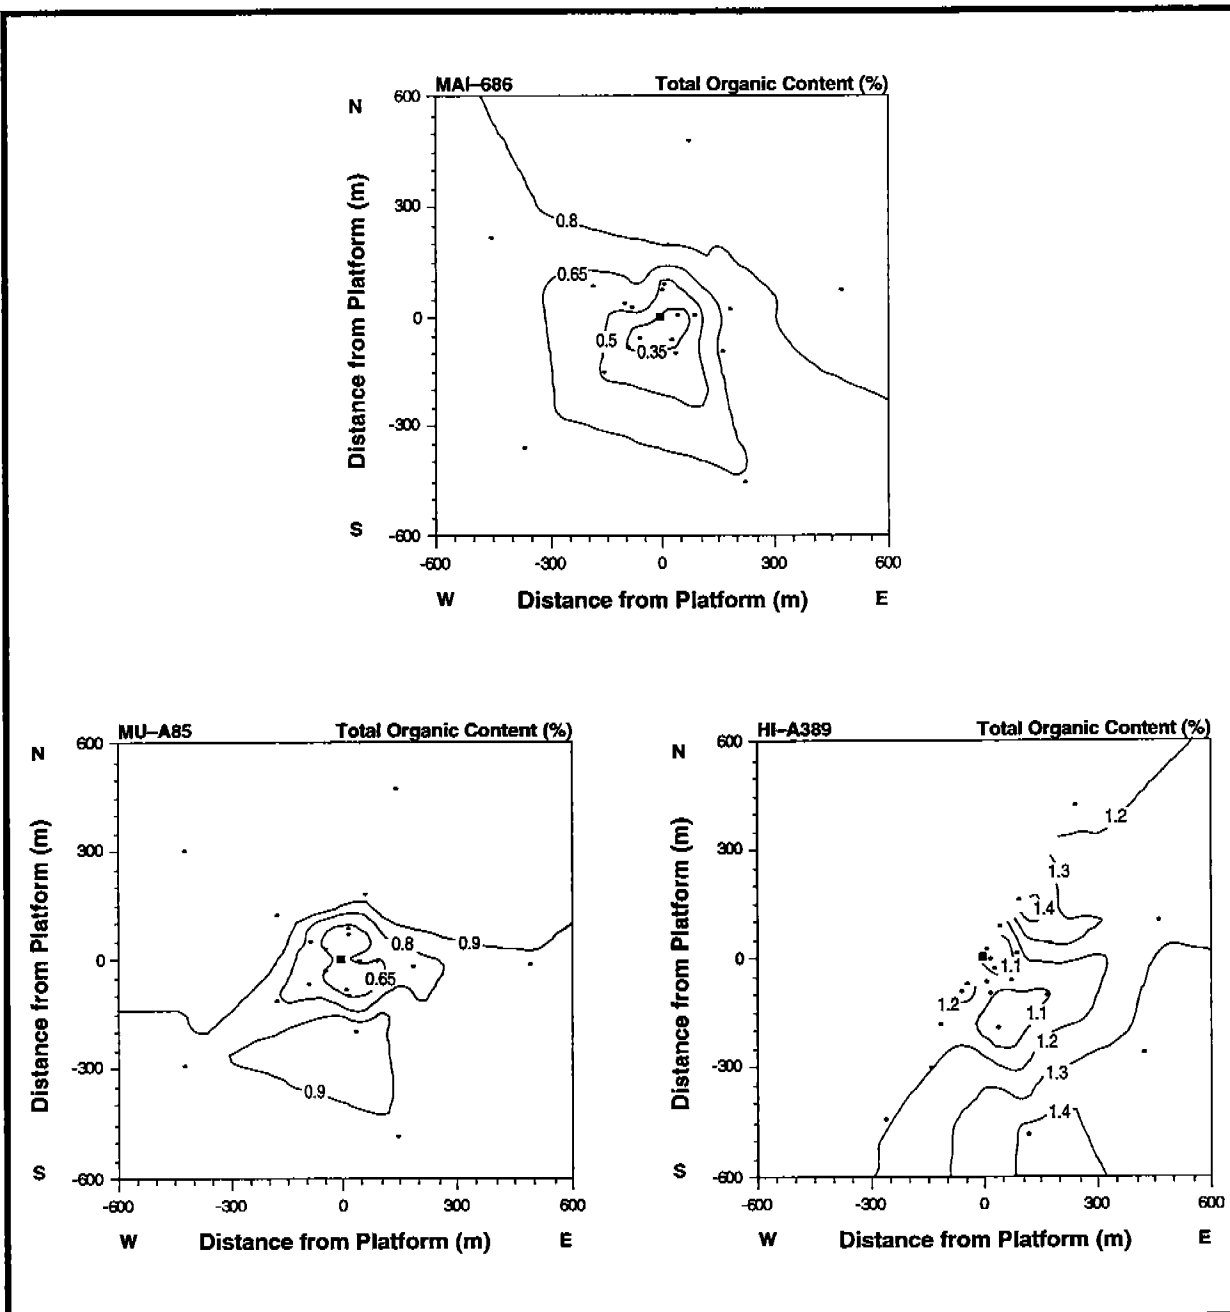 MAI–686 Total Organic Content (%)
N
600
300
0
-300
-600
S
Distance from Platform (m)
0.8
0.65
0.5
0.35
-600 -300 0 300 600
W Distance from Platform (m) E
MU–A85 Total Organic Content (%)
N
600
300
0
-300
-600
S
Distance from Platform (m)
0.8
0.9
0.65
0.9
-600 -300 0 300 600
W Distance from Platform (m) E
HI–A389 Total Organic Content (%)
N
600
300
0
-300
-600
S
Distance from Platform (m)
1.2
1.3
1.4
1.1
1.2
1.1
1.2
1.3
1.4
-600 -300 0 300 600
W Distance from Platform (m) E